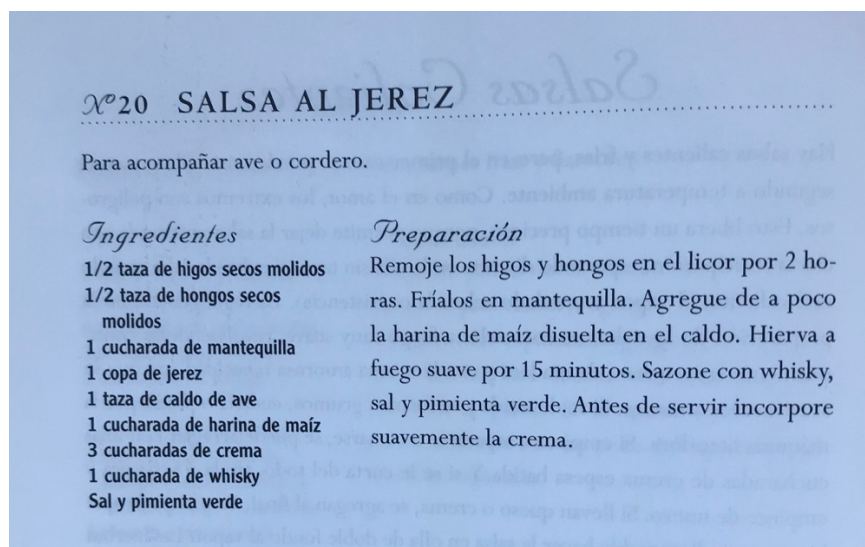 Nº20 SALSA AL JEREZ
Para acompañar ave o cordero.
Ingredientes
1/2 taza de higos secos molidos
1/2 taza de hongos secos
molidos
1 cucharada de mantequilla
1 copa de jerez
1 taza de caldo de ave
1 cucharada de harina de maíz
3 cucharadas de crema
1 cucharada de whisky
Sal y pimienta verde
Preparación
Remoje los higos y hongos en el licor por 2 ho-
ras. Fríalos en mantequilla. Agregue de a poco
la harina de maíz disuelta en el caldo. Hierva a
fuego suave por 15 minutos. Sazone con whisky,
sal y pimienta verde. Antes de servir incorpore
suavemente la crema.